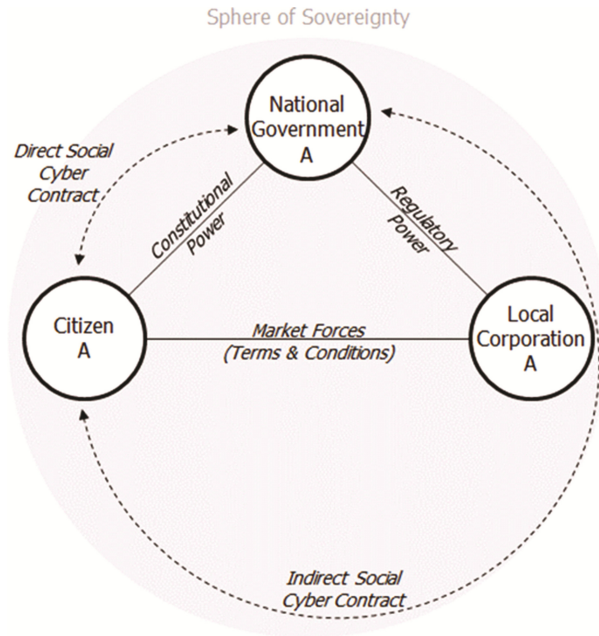 Sphere of Sovereignty
National
Government
A
Direct Social
Cyber
Contract
Constitutional
Power
Regulatory
Power
Citizen
A
Market Forces
(Terms & Conditions)
Local
Corporation
A
Indirect Social
Cyber Contract